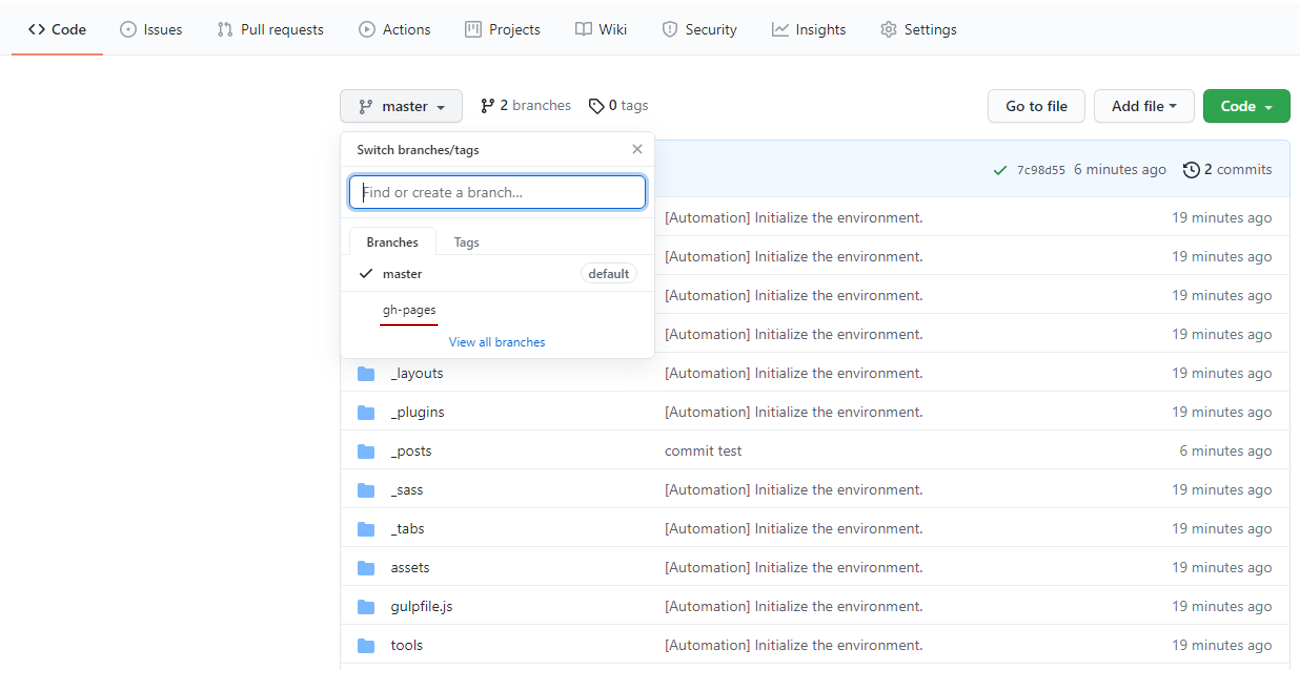 Code Issues Pull requests Actions Projects Wiki Security Insights Settings
master 2 branches 0 tags Go to file Add file Code
Switch branches/tags
Find or create a branch...
Branches Tags
master default
gh-pages
View all branches
7c98d55 6 minutes ago 2 commits
[Automation] Initialize the environment. 19 minutes ago
[Automation] Initialize the environment. 19 minutes ago
[Automation] Initialize the environment. 19 minutes ago
[Automation] Initialize the environment. 19 minutes ago
_layouts [Automation] Initialize the environment. 19 minutes ago
_plugins [Automation] Initialize the environment. 19 minutes ago
_posts commit test 6 minutes ago
_sass [Automation] Initialize the environment. 19 minutes ago
_tabs [Automation] Initialize the environment. 19 minutes ago
assets [Automation] Initialize the environment. 19 minutes ago
gulpfile.js [Automation] Initialize the environment. 19 minutes ago
tools [Automation] Initialize the environment. 19 minutes ago